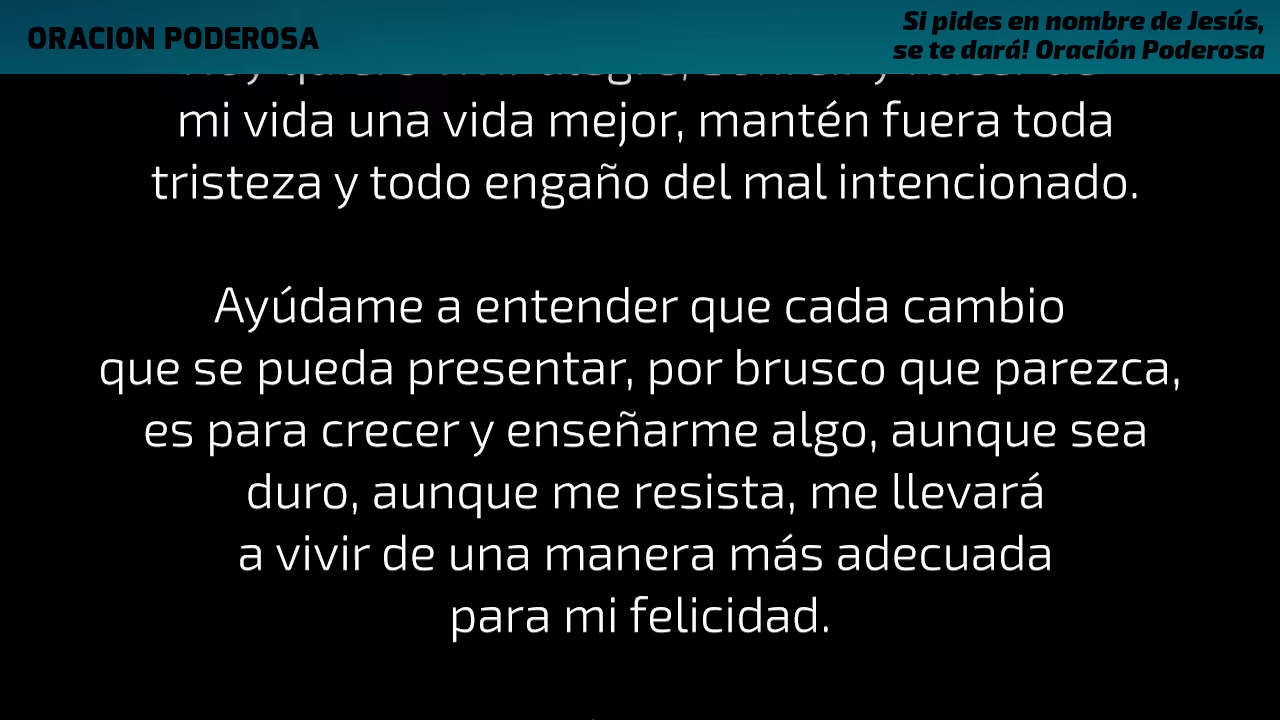 ORACION PODEROSA
Si pides en nombre de Jesús,
se te dará! Oración Poderosa
mi vida una vida mejor, mantén fuera toda
tristeza y todo engaño del mal intencionado.
Ayúdame a entender que cada cambio
que se pueda presentar, por brusco que parezca,
es para crecer y enseñarme algo, aunque sea
duro, aunque me resista, me llevará
a vivir de una manera más adecuada
para mi felicidad.